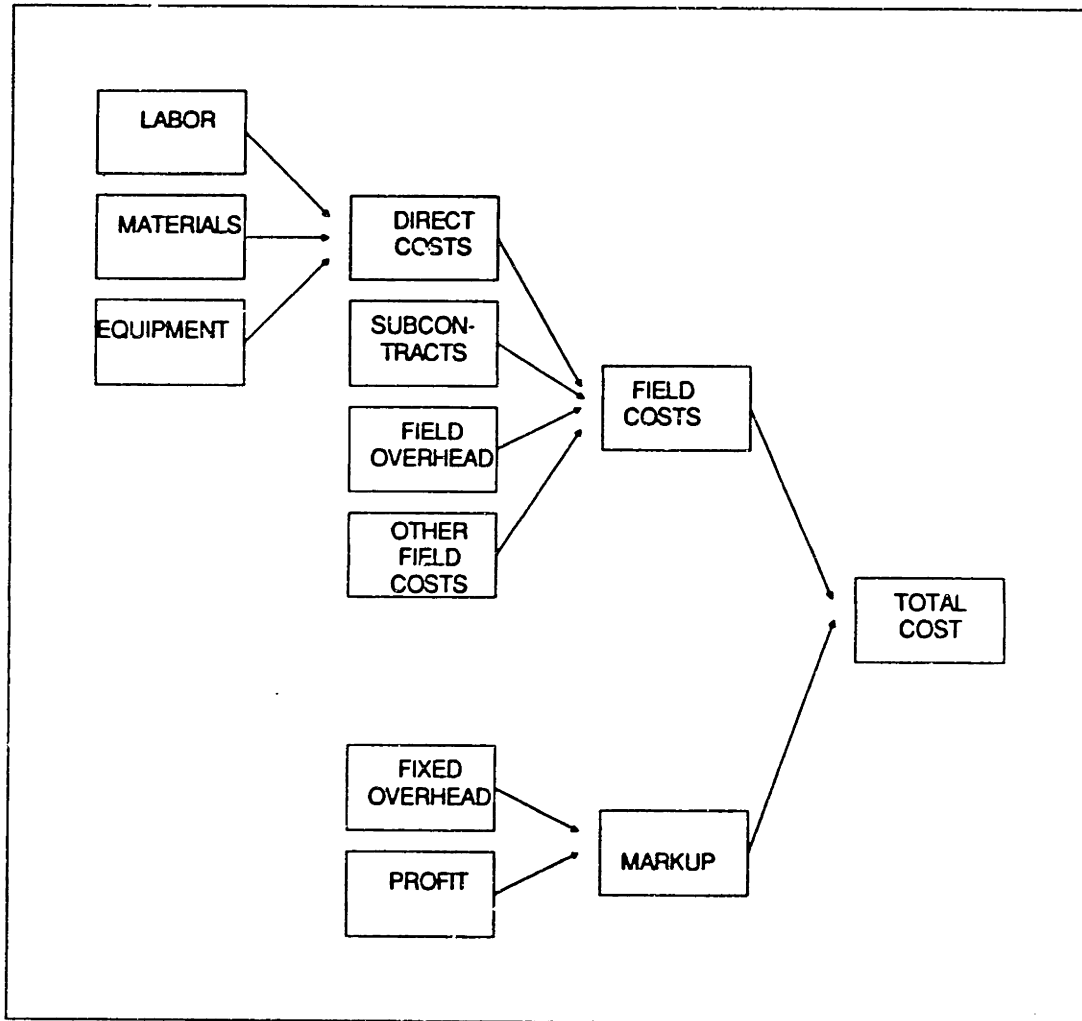 LABOR
MATERIALS
EQUIPMENT
DIRECT
COSTS
SUBCON-
TRACTS
FIELD
OVERHEAD
OTHER
FIELD
COSTS
FIELD
COSTS
TOTAL
COST
FIXED
OVERHEAD
PROFIT
MARKUP